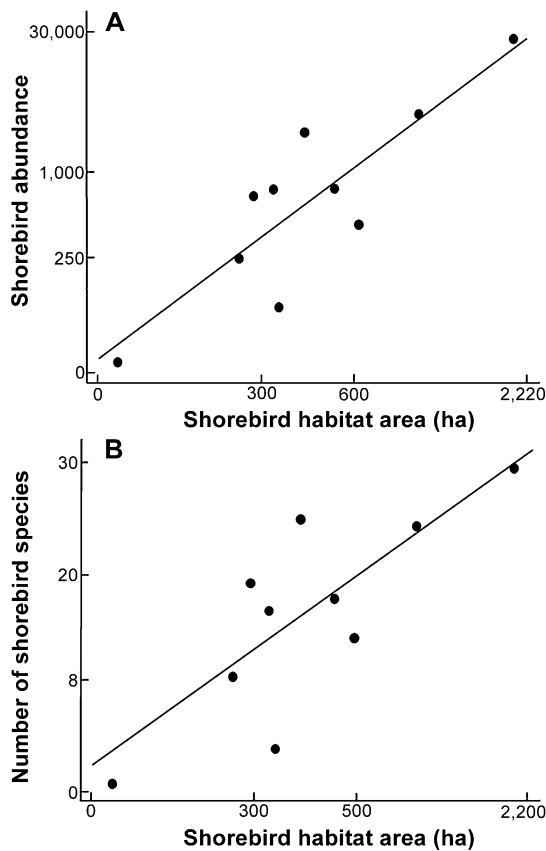 A
30,000
1,000
250
0
Shorebird abundance
0 300 600 2,220
Shorebird habitat area (ha)
B
30
20
8
0
Number of shorebird species
0 300 500 2,200
Shorebird habitat area (ha)